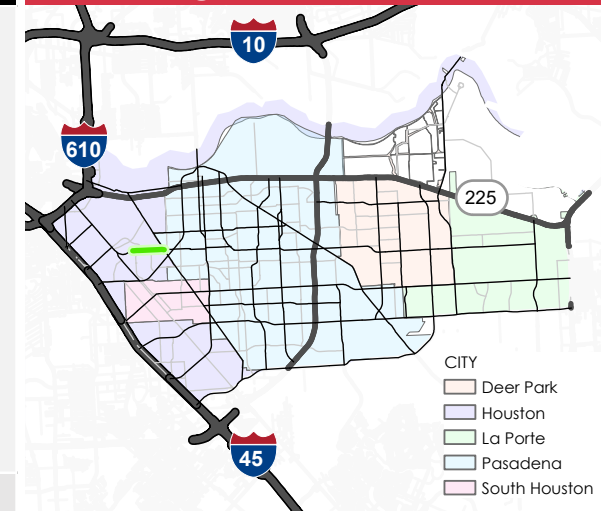 10
610
225
CITY
Deer Park
Houston
La Porte
Pasadena
South Houston
45